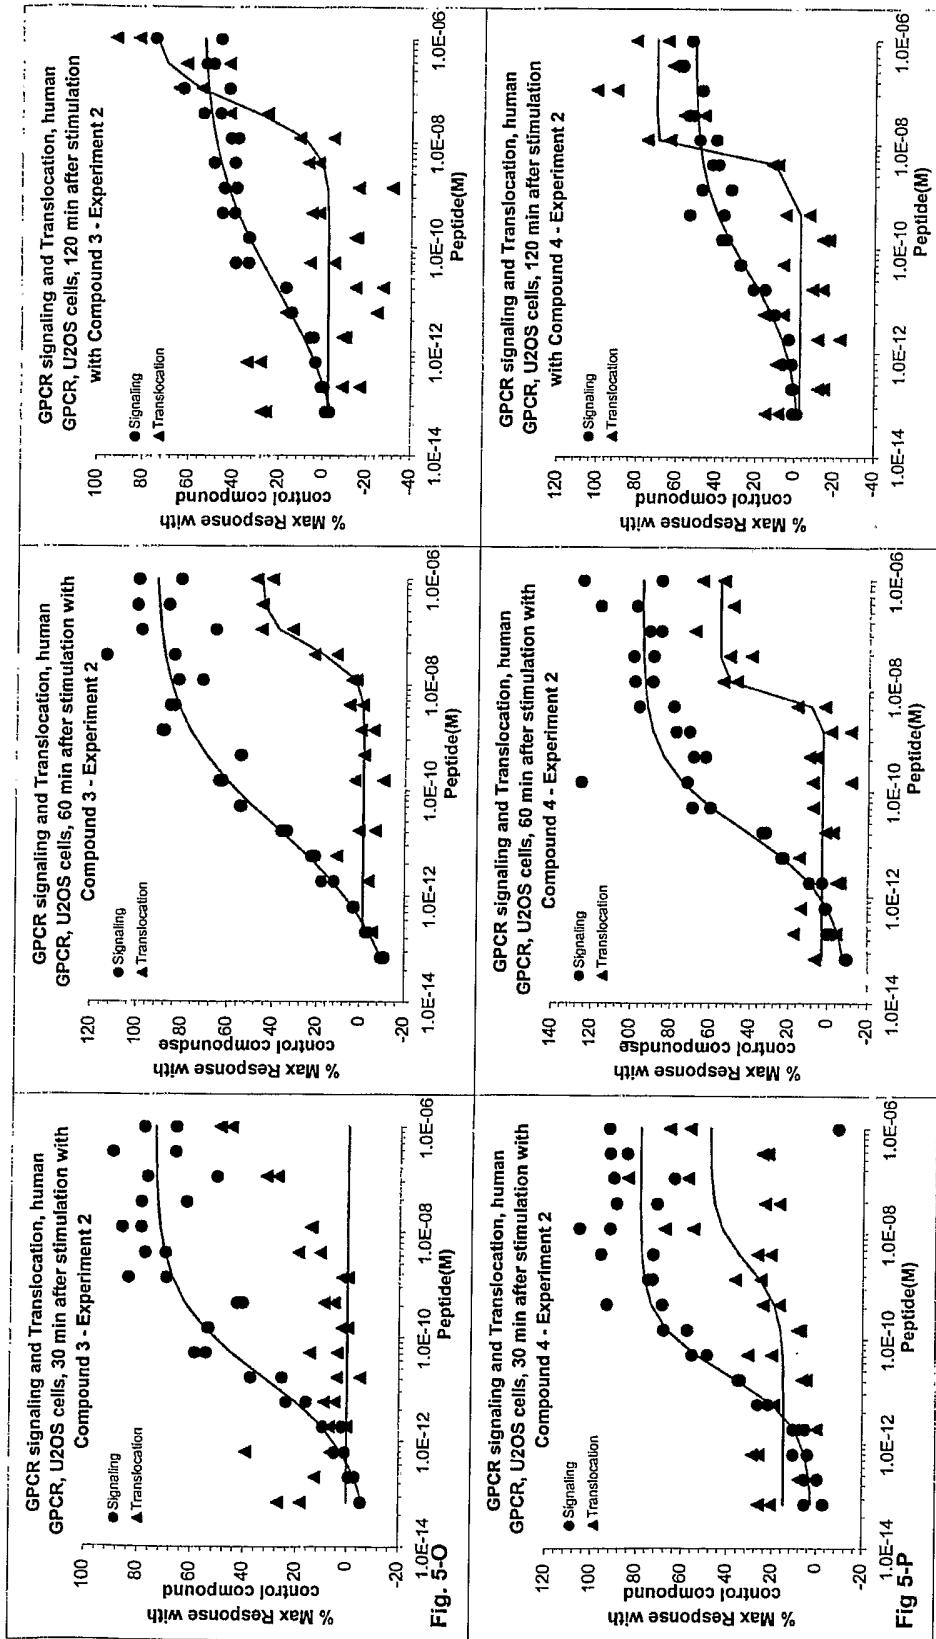 GPCR signaling and Translocation, human
GPCR, U2OS cells, 30 min after stimulation with
Compound 3 - Experiment 2
Signaling
Translocation
% Max Response with
control compound
100
80
60
40
20
0
-20
1.0E-14
1.0E-12
1.0E-10
1.0E-08
1.0E-06
Peptide(M)
Fig. 5-O
GPCR signaling and Translocation, human
GPCR, U2OS cells, 60 min after stimulation with
Compound 3 - Experiment 2
Signaling
Translocation
% Max Response with
control compoundse
120
100
80
60
40
20
0
-20
1.0E-14
1.0E-12
1.0E-10
1.0E-08
1.0E-06
Peptide(M)
GPCR signaling and Translocation, human
GPCR, U2OS cells, 120 min after stimulation
with Compound 3 - Experiment 2
Signaling
Translocation
% Max Response with
control compound
100
80
60
40
20
0
-20
-40
1.0E-14
1.0E-12
1.0E-10
1.0E-08
1.0E-06
Peptide(M)
GPCR signaling and Translocation, human
GPCR, U2OS cells, 30 min after stimulation with
Compound 4 - Experiment 2
Signaling
Translocation
% Max Response with
control compound
120
100
80
60
40
20
0
-20
1.0E-14
1.0E-12
1.0E-10
1.0E-08
1.0E-06
Peptide(M)
Fig 5-P
GPCR signaling and Translocation, human
GPCR, U2OS cells, 60 min after stimulation with
Compound 4 - Experiment 2
Signaling
Translocation
% Max Response with
control compoundse
140
120
100
80
60
40
20
0
-20
1.0E-14
1.0E-12
1.0E-10
1.0E-08
1.0E-06
Peptide(M)
GPCR signaling and Translocation, human
GPCR, U2OS cells, 120 min after stimulation
with Compound 4 - Experiment 2
Signaling
Translocation
% Max Response with
control compound
120
100
80
60
40
20
0
-20
-40
1.0E-14
1.0E-12
1.0E-10
1.0E-08
1.0E-06
Peptide(M)